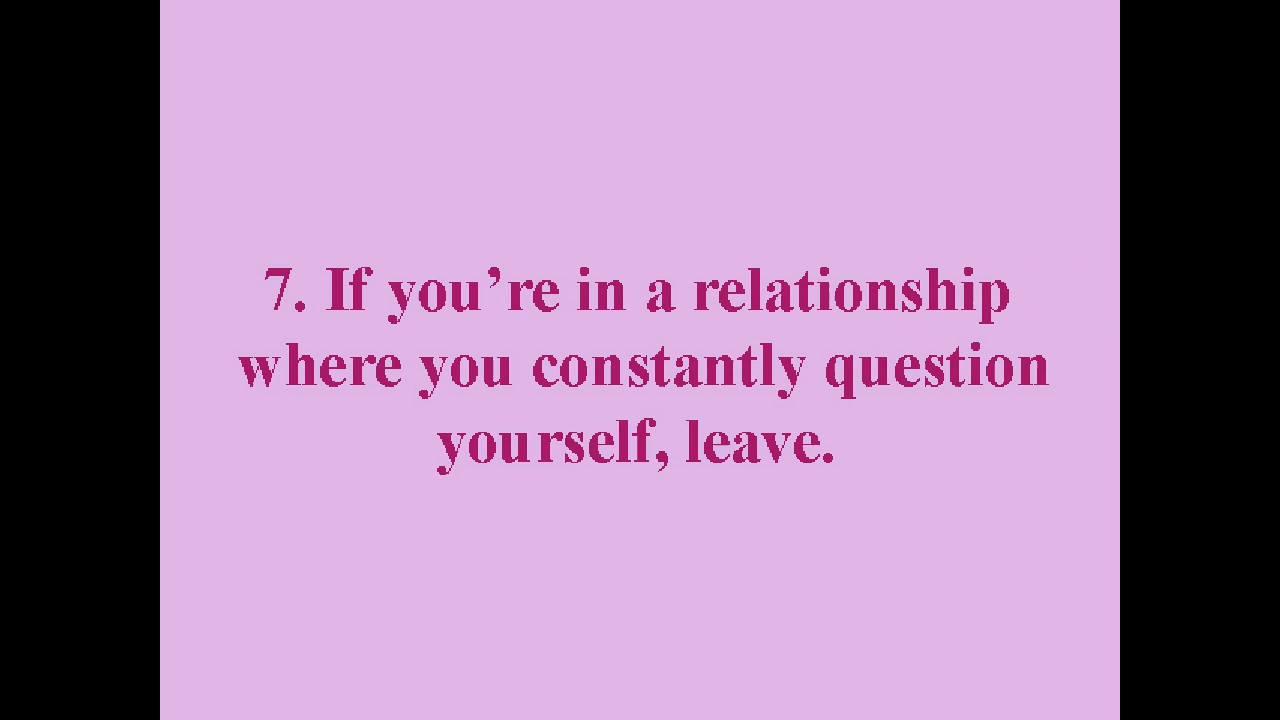 7. If you’re in a relationship
where you constantly question
yourself, leave.